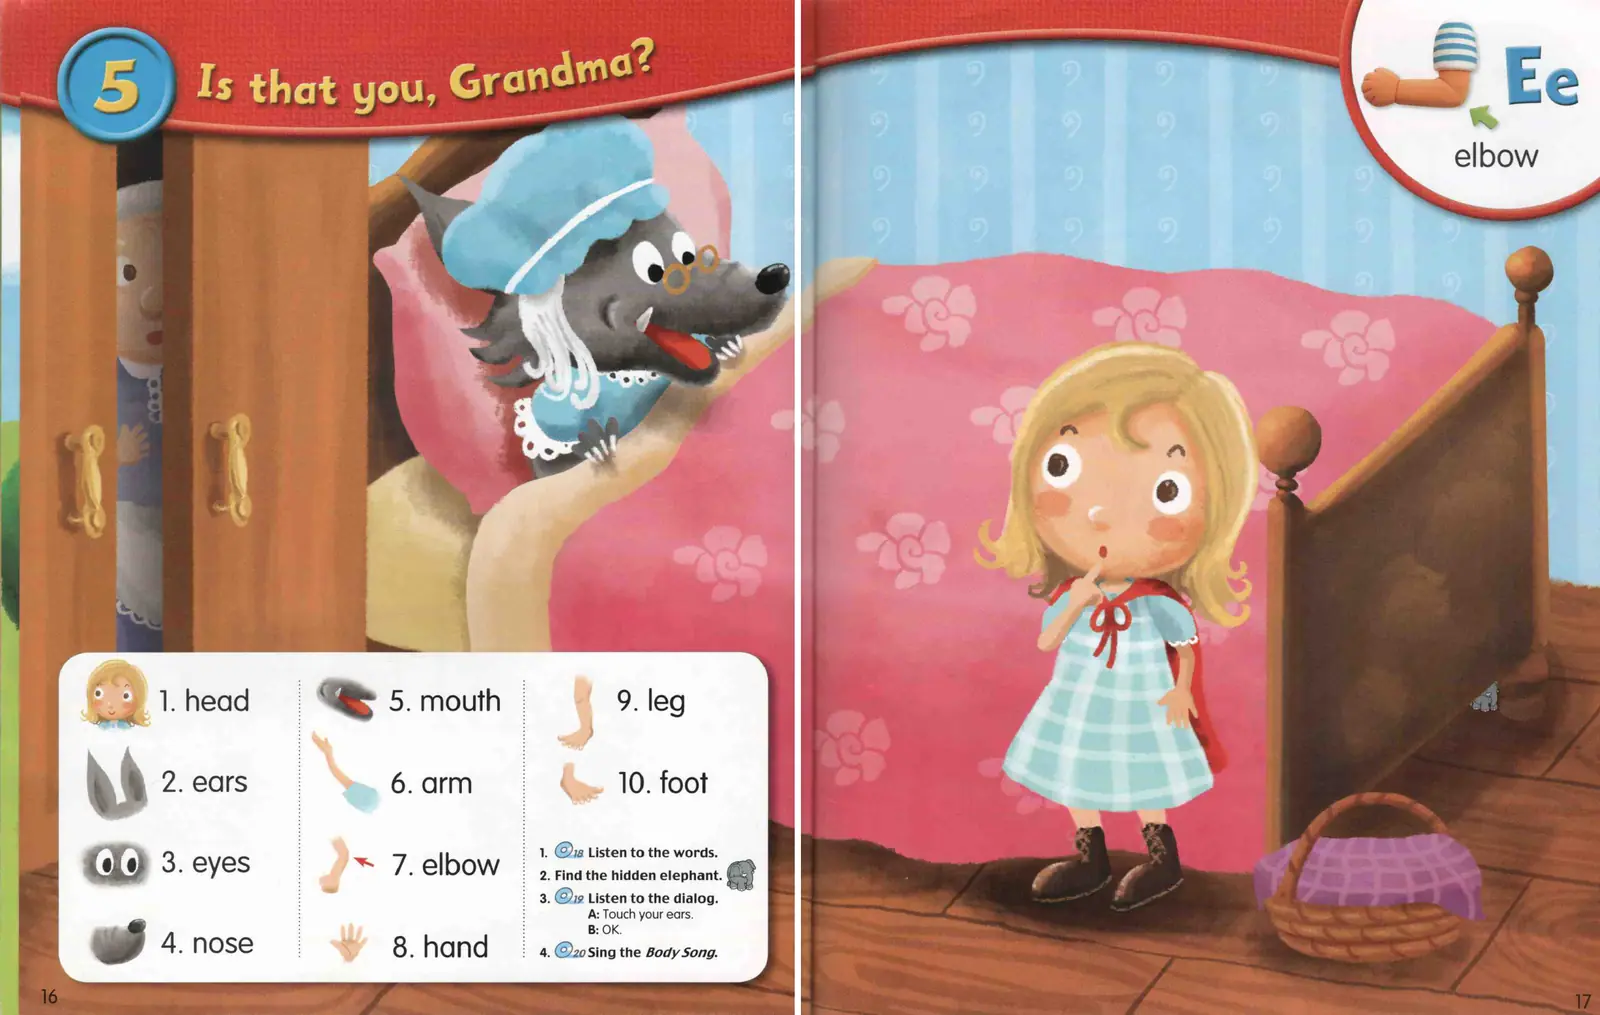 5
Is that you, Grandma?
Ee
elbow
1. head
2. ears
3. eyes
4. nose
5. mouth
6. arm
7. elbow
8. hand
9. leg
10. foot
1. 18 Listen to the words.
2. Find the hidden elephant.
3. 19 Listen to the dialog.
A: Touch your ears.
B: OK.
4. 20 Sing the Body Song.
16
17